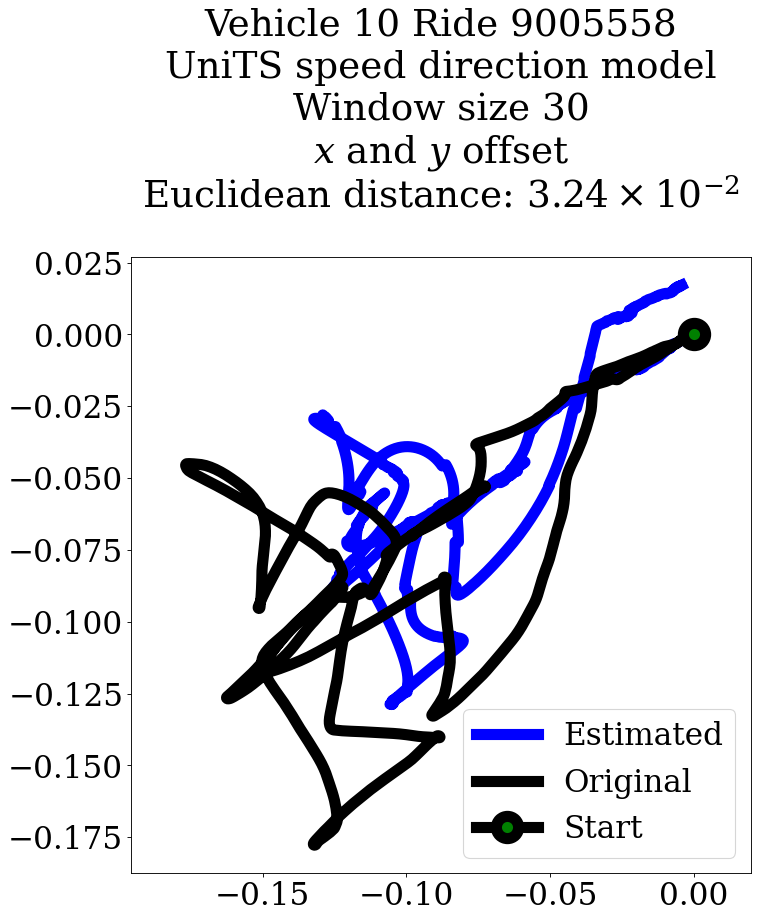 Vehicle 10 Ride 9005558
UniTS speed direction model
Window size 30
x and y offset
Euclidean distance: 3.24 × 10⁻²
0.025
0.000
−0.025
−0.050
−0.075
−0.100
−0.125
−0.150
−0.175
Estimated
Original
Start
−0.15 −0.10 −0.05 0.00